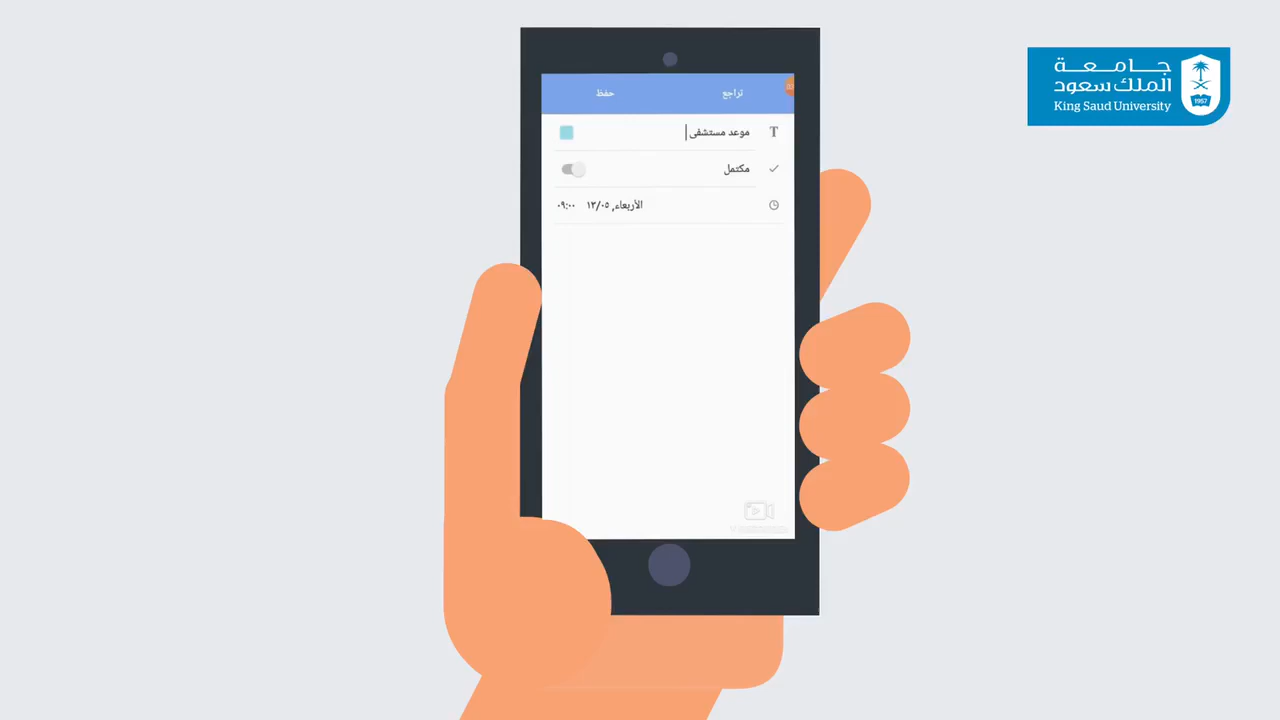 جامعة
الملك سعود
King Saud University
1957
تراجع
حفظ
موعد مستشفى
T
مكتمل
الأربعاء, ١٣/٠٥
٠٩:٠٠